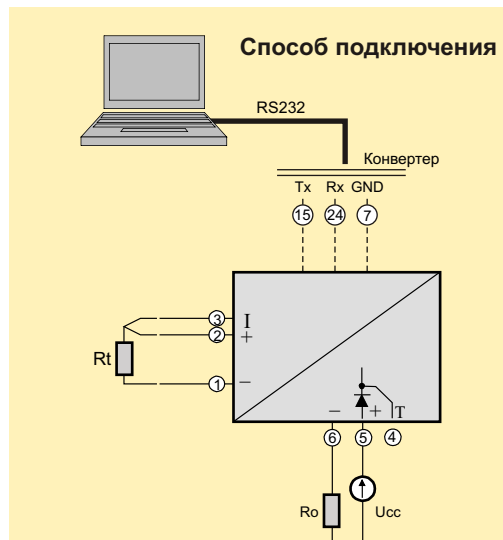 Способ подключения
RS232
Конвертер
Tx Rx GND
15 24 7
3 I
2 +
Rt
1 −
− + T
6 5 4
Ro Ucc